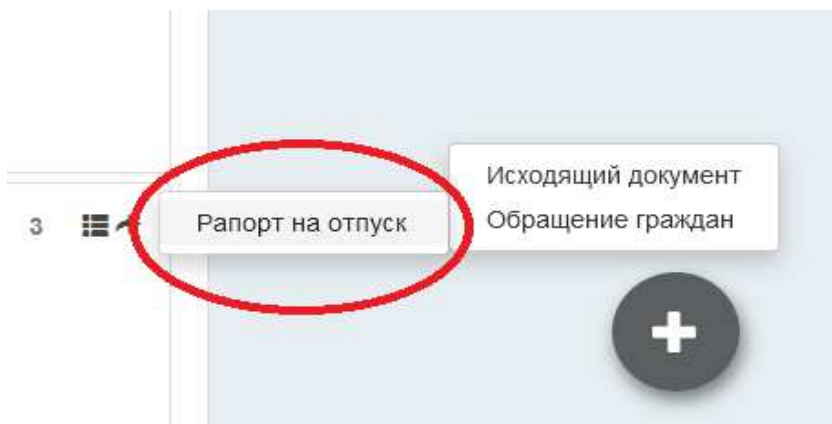 Исходящий документ
3 Рапорт на отпуск Обращение граждан